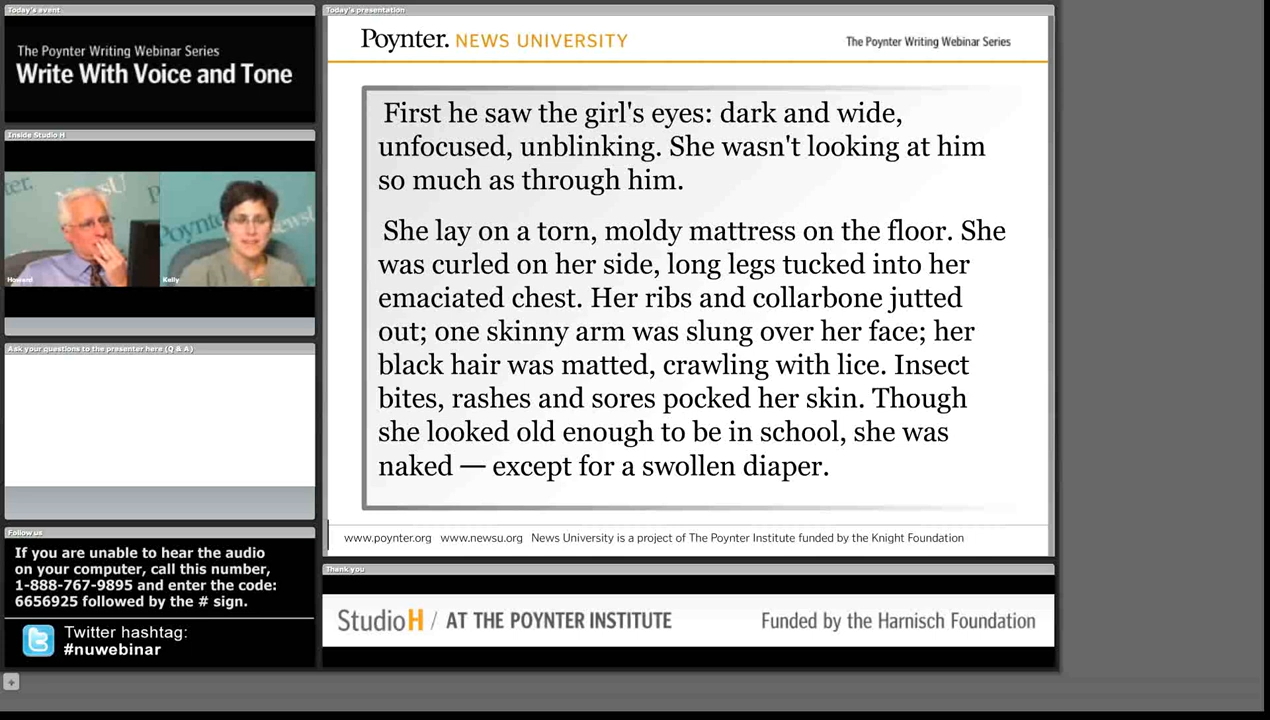 Today's event
The Poynter Writing Webinar Series
Write With Voice and Tone
Inside Studio H
Howard
Kelly
Ask your questions to the presenter here (Q & A)
Follow us
If you are unable to hear the audio
on your computer, call this number,
1-888-767-9895 and enter the code:
6656925 followed by the # sign.
Twitter hashtag:
#nuwebinar
Today's presentation
Poynter. NEWS UNIVERSITY
The Poynter Writing Webinar Series
First he saw the girl's eyes: dark and wide,
unfocused, unblinking. She wasn't looking at him
so much as through him.
She lay on a torn, moldy mattress on the floor. She
was curled on her side, long legs tucked into her
emaciated chest. Her ribs and collarbone jutted
out; one skinny arm was slung over her face; her
black hair was matted, crawling with lice. Insect
bites, rashes and sores pocked her skin. Though
she looked old enough to be in school, she was
naked — except for a swollen diaper.
www.poynter.org www.newsu.org News University is a project of The Poynter Institute funded by the Knight Foundation
Thank you
StudioH / AT THE POYNTER INSTITUTE
Funded by the Harnisch Foundation